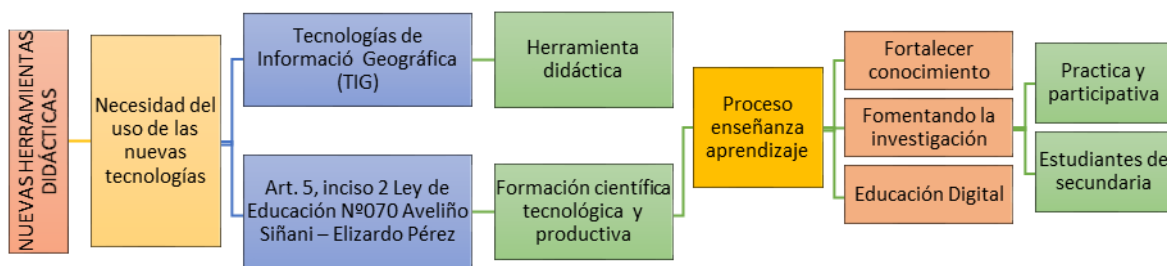 NUEVAS HERRAMIENTAS
DIDÁCTICAS
Necesidad del
uso de las
nuevas
tecnologías
Tecnologías de
Informació Geográfica
(TIG)
Herramienta
didáctica
Art. 5, inciso 2 Ley de
Educación Nº070 Aveliño
Siñani – Elizardo Pérez
Formación científica
tecnológica y
productiva
Proceso
enseñanza
aprendizaje
Fortalecer
conocimiento
Fomentando la
investigación
Educación Digital
Practica y
participativa
Estudiantes de
secundaria